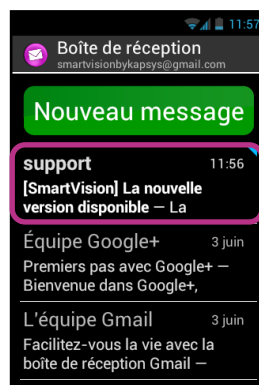 11:57
Boîte de réception
smartvisionbykapsys@gmail.com
Nouveau message
support 11:56
[SmartVision] La nouvelle
version disponible — La
Équipe Google+ 3 juin
Premiers pas avec Google+ —
Bienvenue dans Google+,
L'équipe Gmail 3 juin
Facilitez-vous la vie avec la
boîte de réception Gmail —